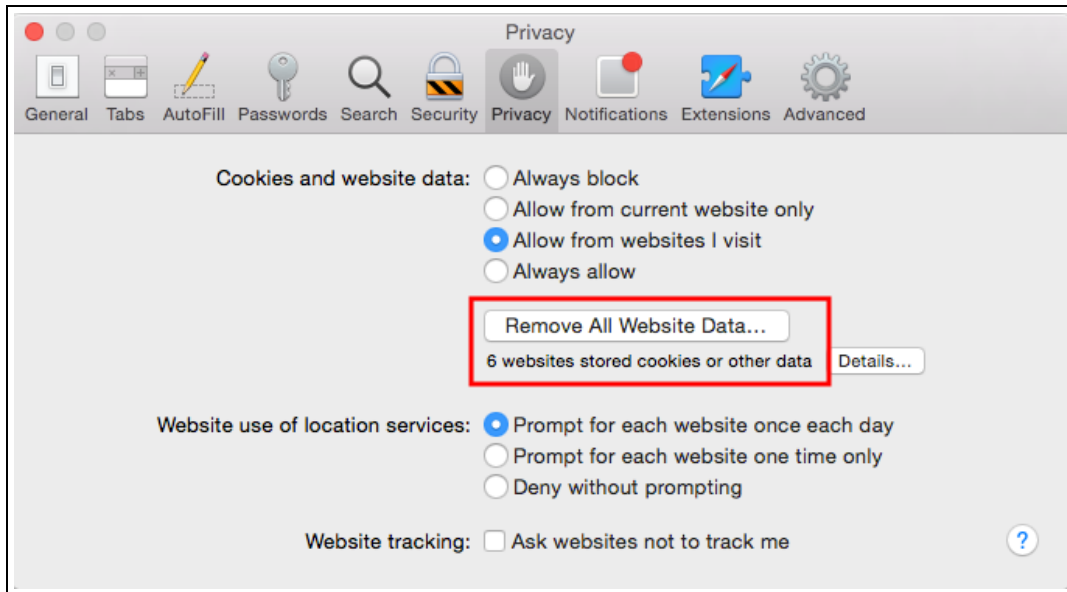 Privacy
General Tabs AutoFill Passwords Search Security Privacy Notifications Extensions Advanced
Cookies and website data: Always block
Allow from current website only
Allow from websites I visit
Always allow
Remove All Website Data...
6 websites stored cookies or other data Details...
Website use of location services: Prompt for each website once each day
Prompt for each website one time only
Deny without prompting
Website tracking: Ask websites not to track me ?